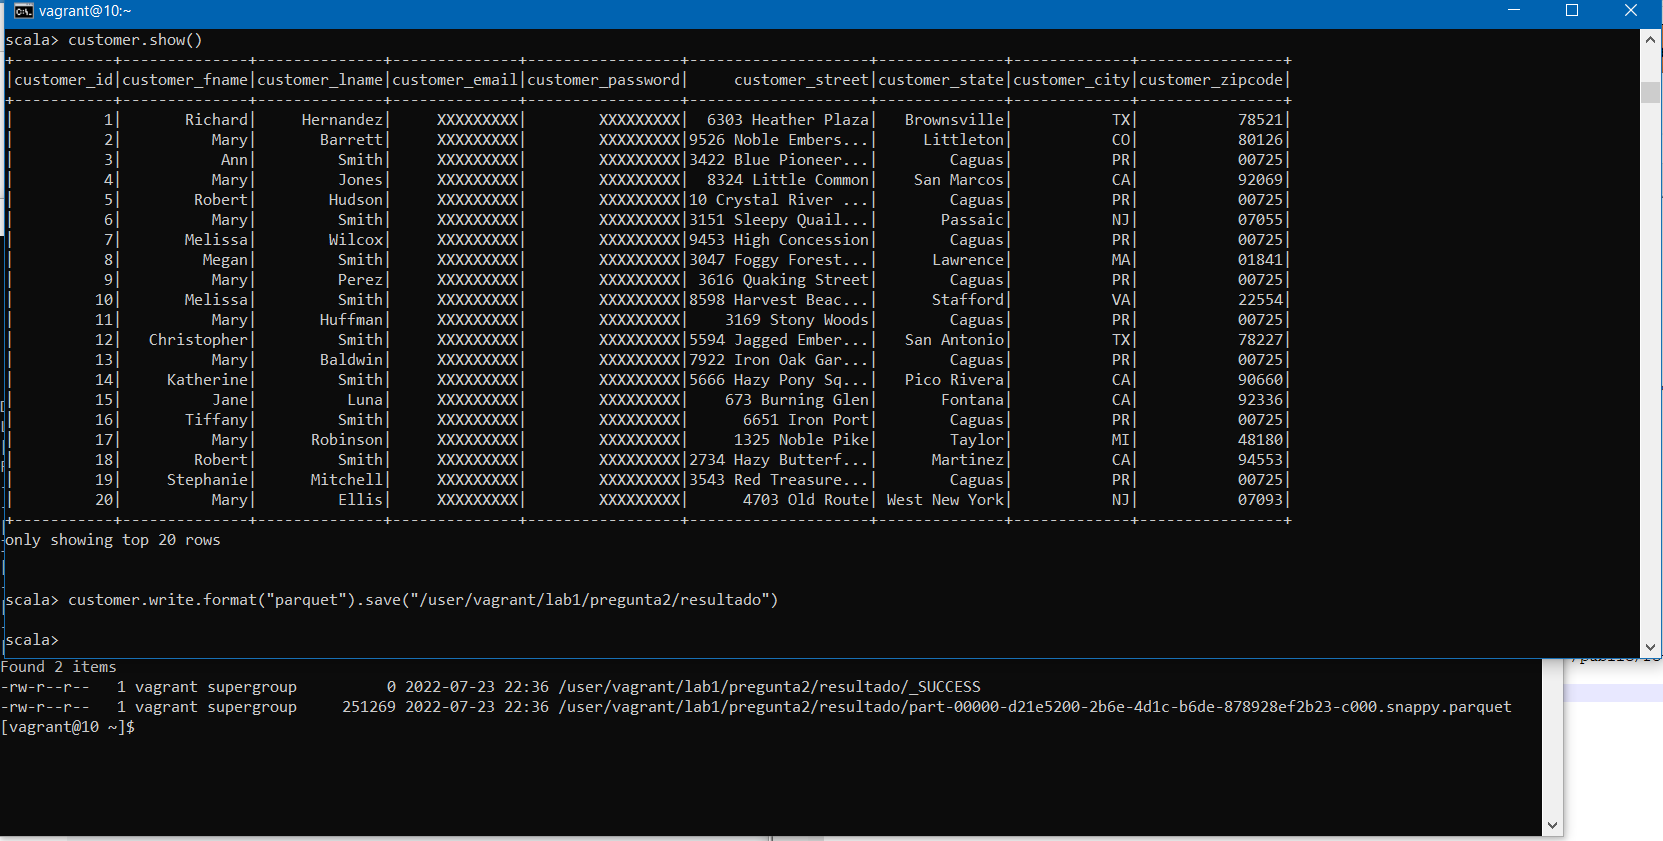 vagrant@10:~
scala> customer.show()
+-----------+--------------+--------------+--------------+-----------------+--------------------+--------------+-------------+----------------+
|customer_id|customer_fname|customer_lname|customer_email|customer_password|     customer_street|customer_state|customer_city|customer_zipcode|
+-----------+--------------+--------------+--------------+-----------------+--------------------+--------------+-------------+----------------+
|          1|       Richard|     Hernandez|     XXXXXXXXX|        XXXXXXXXX|  6303 Heather Plaza|   Brownsville|           TX|           78521|
|          2|          Mary|       Barrett|     XXXXXXXXX|        XXXXXXXXX|9526 Noble Embers...|     Littleton|           CO|           80126|
|          3|           Ann|         Smith|     XXXXXXXXX|        XXXXXXXXX|3422 Blue Pioneer...|        Caguas|           PR|           00725|
|          4|          Mary|         Jones|     XXXXXXXXX|        XXXXXXXXX|  8324 Little Common|    San Marcos|           CA|           92069|
|          5|        Robert|        Hudson|     XXXXXXXXX|        XXXXXXXXX|10 Crystal River ...|        Caguas|           PR|           00725|
|          6|          Mary|         Smith|     XXXXXXXXX|        XXXXXXXXX|3151 Sleepy Quail...|       Passaic|           NJ|           07055|
|          7|       Melissa|        Wilcox|     XXXXXXXXX|        XXXXXXXXX|9453 High Concession|        Caguas|           PR|           00725|
|          8|         Megan|         Smith|     XXXXXXXXX|        XXXXXXXXX|3047 Foggy Forest...|      Lawrence|           MA|           01841|
|          9|          Mary|         Perez|     XXXXXXXXX|        XXXXXXXXX| 3616 Quaking Street|        Caguas|           PR|           00725|
|         10|       Melissa|         Smith|     XXXXXXXXX|        XXXXXXXXX|8598 Harvest Beac...|      Stafford|           VA|           22554|
|         11|          Mary|       Huffman|     XXXXXXXXX|        XXXXXXXXX|    3169 Stony Woods|        Caguas|           PR|           00725|
|         12|   Christopher|         Smith|     XXXXXXXXX|        XXXXXXXXX|5594 Jagged Ember...|   San Antonio|           TX|           78227|
|         13|          Mary|       Baldwin|     XXXXXXXXX|        XXXXXXXXX|7922 Iron Oak Gar...|        Caguas|           PR|           00725|
|         14|     Katherine|         Smith|     XXXXXXXXX|        XXXXXXXXX|5666 Hazy Pony Sq...|   Pico Rivera|           CA|           90660|
|         15|          Jane|          Luna|     XXXXXXXXX|        XXXXXXXXX|    673 Burning Glen|       Fontana|           CA|           92336|
|         16|       Tiffany|         Smith|     XXXXXXXXX|        XXXXXXXXX|      6651 Iron Port|        Caguas|           PR|           00725|
|         17|          Mary|      Robinson|     XXXXXXXXX|        XXXXXXXXX|     1325 Noble Pike|        Taylor|           MI|           48180|
|         18|        Robert|         Smith|     XXXXXXXXX|        XXXXXXXXX|2734 Hazy Butterf...|      Martinez|           CA|           94553|
|         19|     Stephanie|      Mitchell|     XXXXXXXXX|        XXXXXXXXX|3543 Red Treasure...|        Caguas|           PR|           00725|
|         20|          Mary|         Ellis|     XXXXXXXXX|        XXXXXXXXX|      4703 Old Route| West New York|           NJ|           07093|
+-----------+--------------+--------------+--------------+-----------------+--------------------+--------------+-------------+----------------+
only showing top 20 rows
scala> customer.write.format("parquet").save("/user/vagrant/lab1/pregunta2/resultado")
scala>
Found 2 items
-rw-r--r--   1 vagrant supergroup          0 2022-07-23 22:36 /user/vagrant/lab1/pregunta2/resultado/_SUCCESS
-rw-r--r--   1 vagrant supergroup     251269 2022-07-23 22:36 /user/vagrant/lab1/pregunta2/resultado/part-00000-d21e5200-2b6e-4d1c-b6de-878928ef2b23-c000.snappy.parquet
[vagrant@10 ~]$